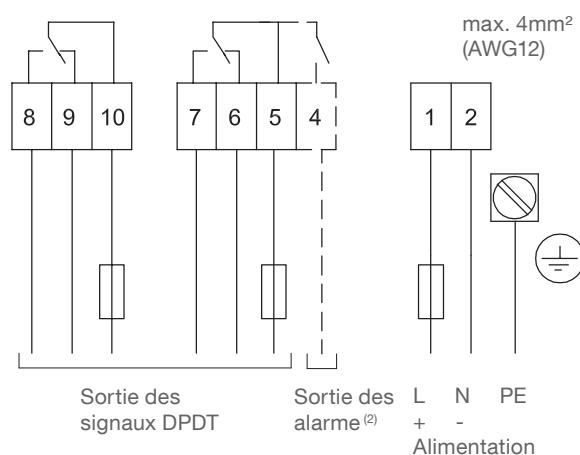 max. 4mm²
(AWG12)
8 9 10 7 6 5 4 1 2
Sortie des
signaux DPDT
Sortie des
alarme (2)
L N PE
+ -
Alimentation